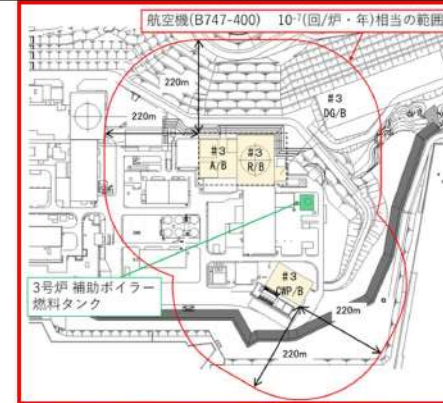 航空機(B747-400) 10⁻⁷(回/炉・年)相当の範囲
220m
220m
#3
DG/B
#3
A/B
#3
R/B
3号炉 補助ボイラー
燃料タンク
#3
CWP/B
220m
220m